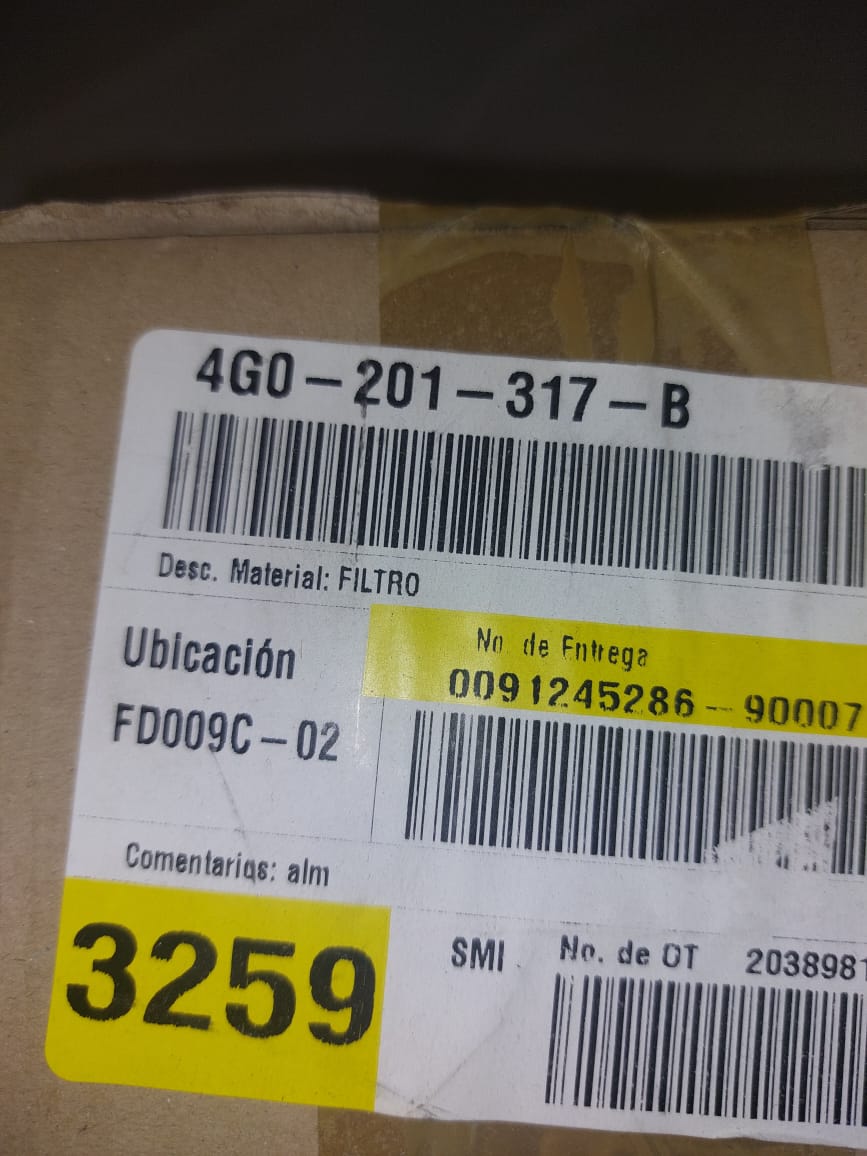 4G0-201-317-B
Desc. Material: FILTRO
Ubicación
No. de Entrega
0091245286-90007
FD009C-02
Comentarios: alm
3259
SMI
No. de OT 2038981